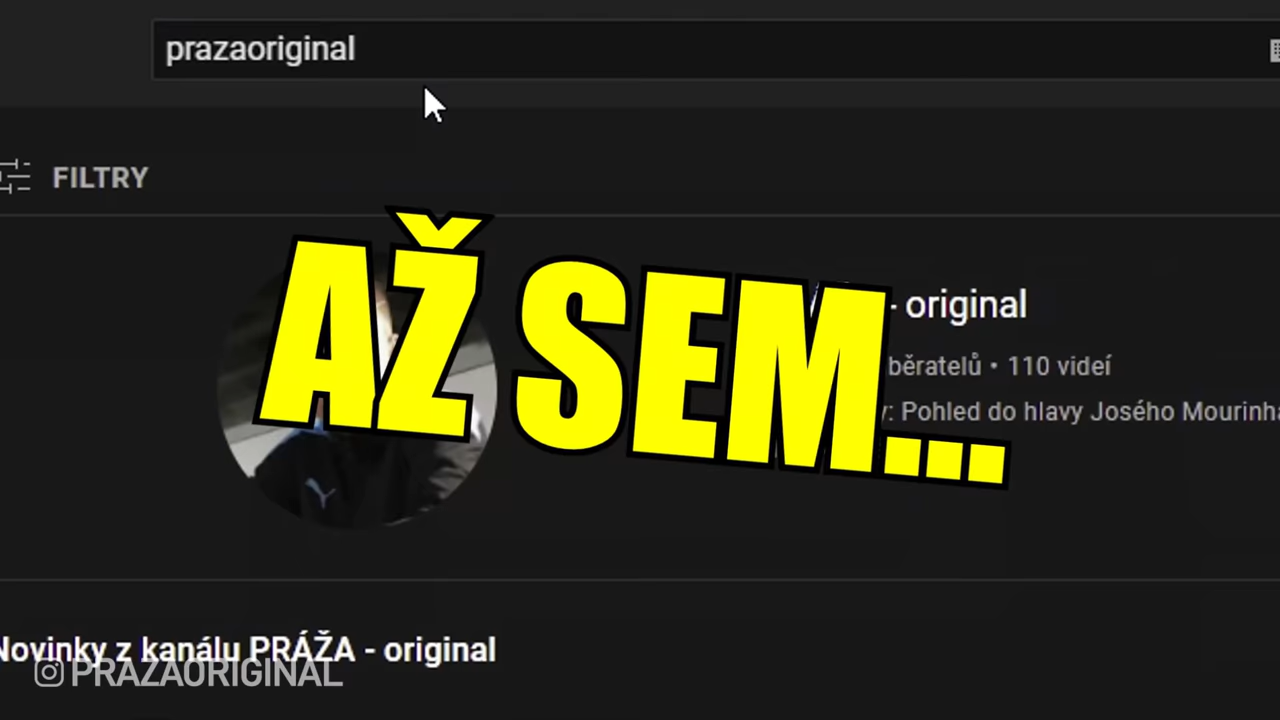 prazaoriginal
FILTRY
AŽ SEM...
- original
běratelů • 110 videí
y: Pohled do hlavy Josého Mourinha
Novinky z kanálu PRÁŽA - original
PRAZAORIGINAL